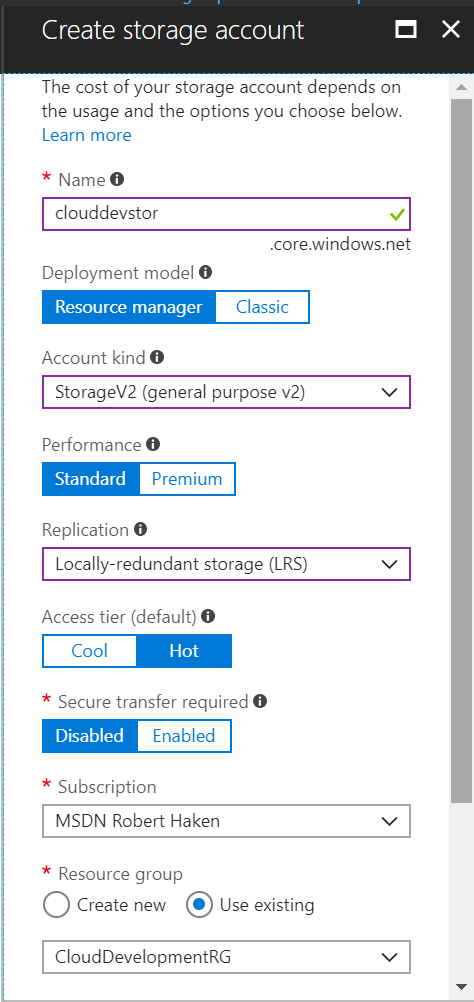 Create storage account
The cost of your storage account depends on
the usage and the options you choose below.
Learn more
* Name
clouddevstor
.core.windows.net
Deployment model
Resource manager Classic
Account kind
StorageV2 (general purpose v2)
Performance
Standard Premium
Replication
Locally-redundant storage (LRS)
Access tier (default)
Cool Hot
* Secure transfer required
Disabled Enabled
* Subscription
MSDN Robert Haken
* Resource group
Create new Use existing
CloudDevelopmentRG